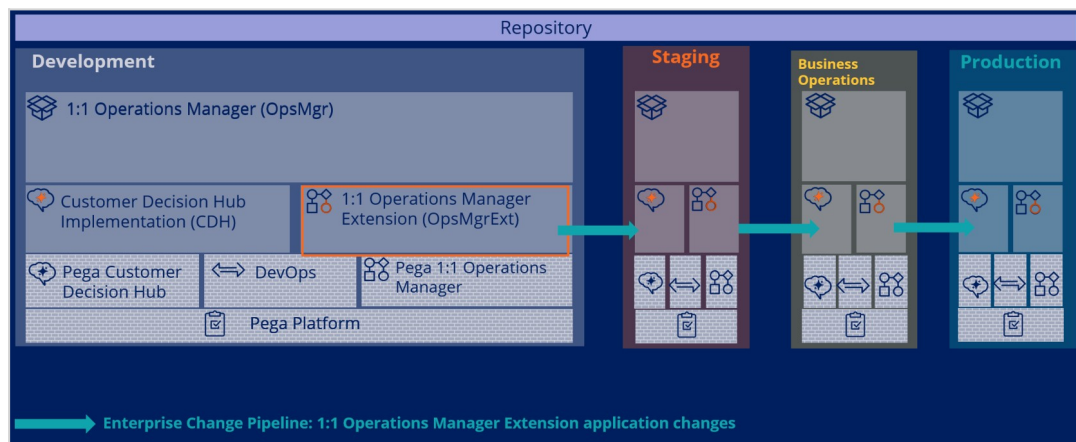 Repository
Development
1:1 Operations Manager (OpsMgr)
Customer Decision Hub
Implementation (CDH)
1:1 Operations Manager
Extension (OpsMgrExt)
Pega Customer
Decision Hub
DevOps
Pega 1:1 Operations
Manager
Pega Platform
Staging
Business
Operations
Production
Enterprise Change Pipeline: 1:1 Operations Manager Extension application changes